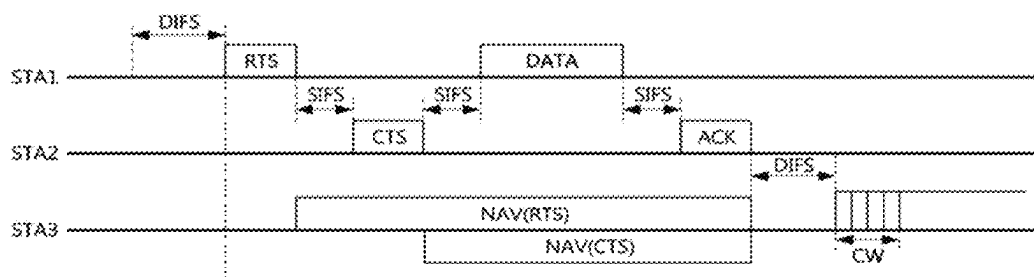 DIFS
STA1 RTS DATA
SIFS SIFS SIFS
STA2 CTS ACK
DIFS
STA3 NAV(RTS)
NAV(CTS) CW